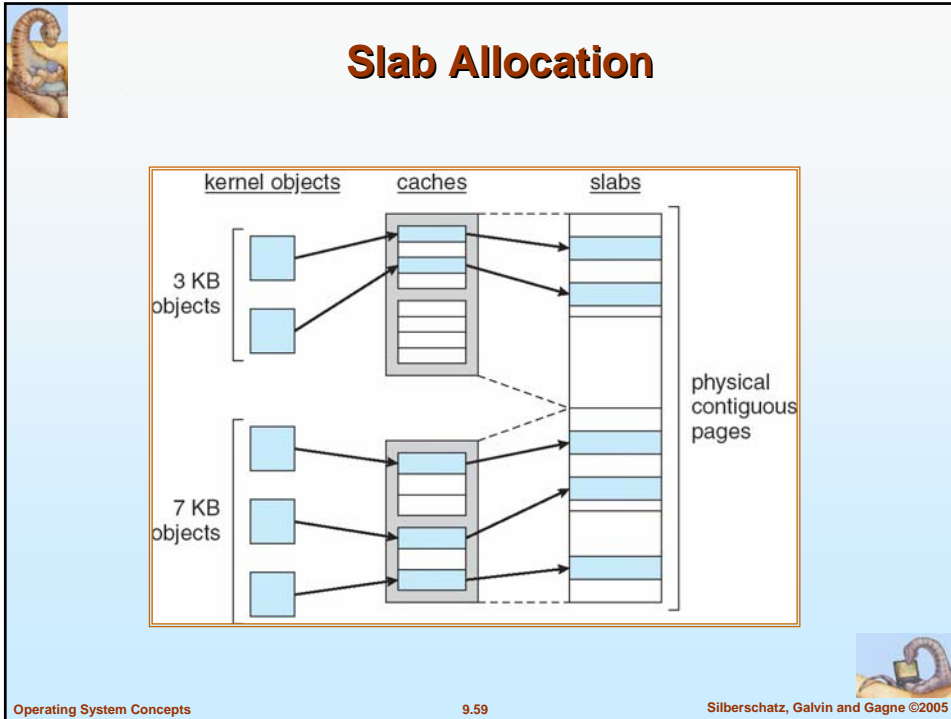 Slab Allocation
kernel objects
caches
slabs
3 KB
objects
7 KB
objects
physical
contiguous
pages
Operating System Concepts
9.59
Silberschatz, Galvin and Gagne ©2005